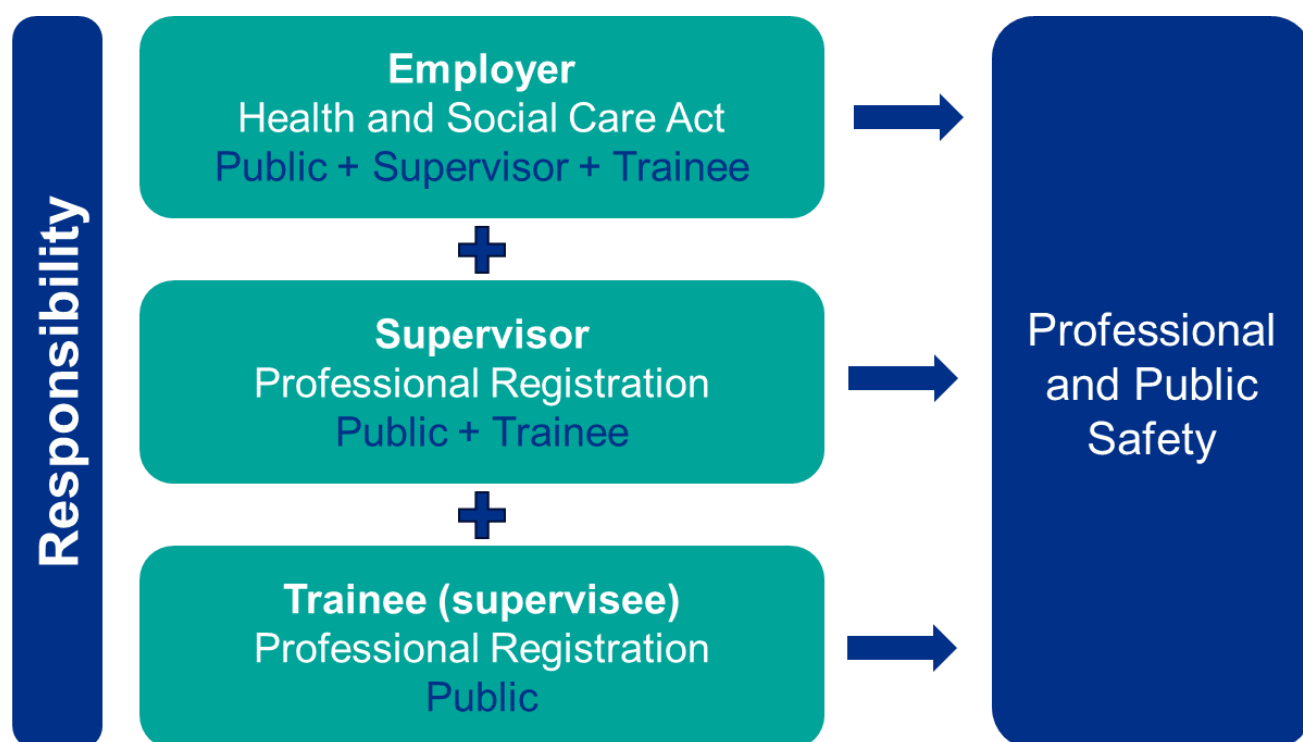 Responsibility
Employer
Health and Social Care Act
Public + Supervisor + Trainee
Supervisor
Professional Registration
Public + Trainee
Trainee (supervisee)
Professional Registration
Public
Professional
and Public
Safety